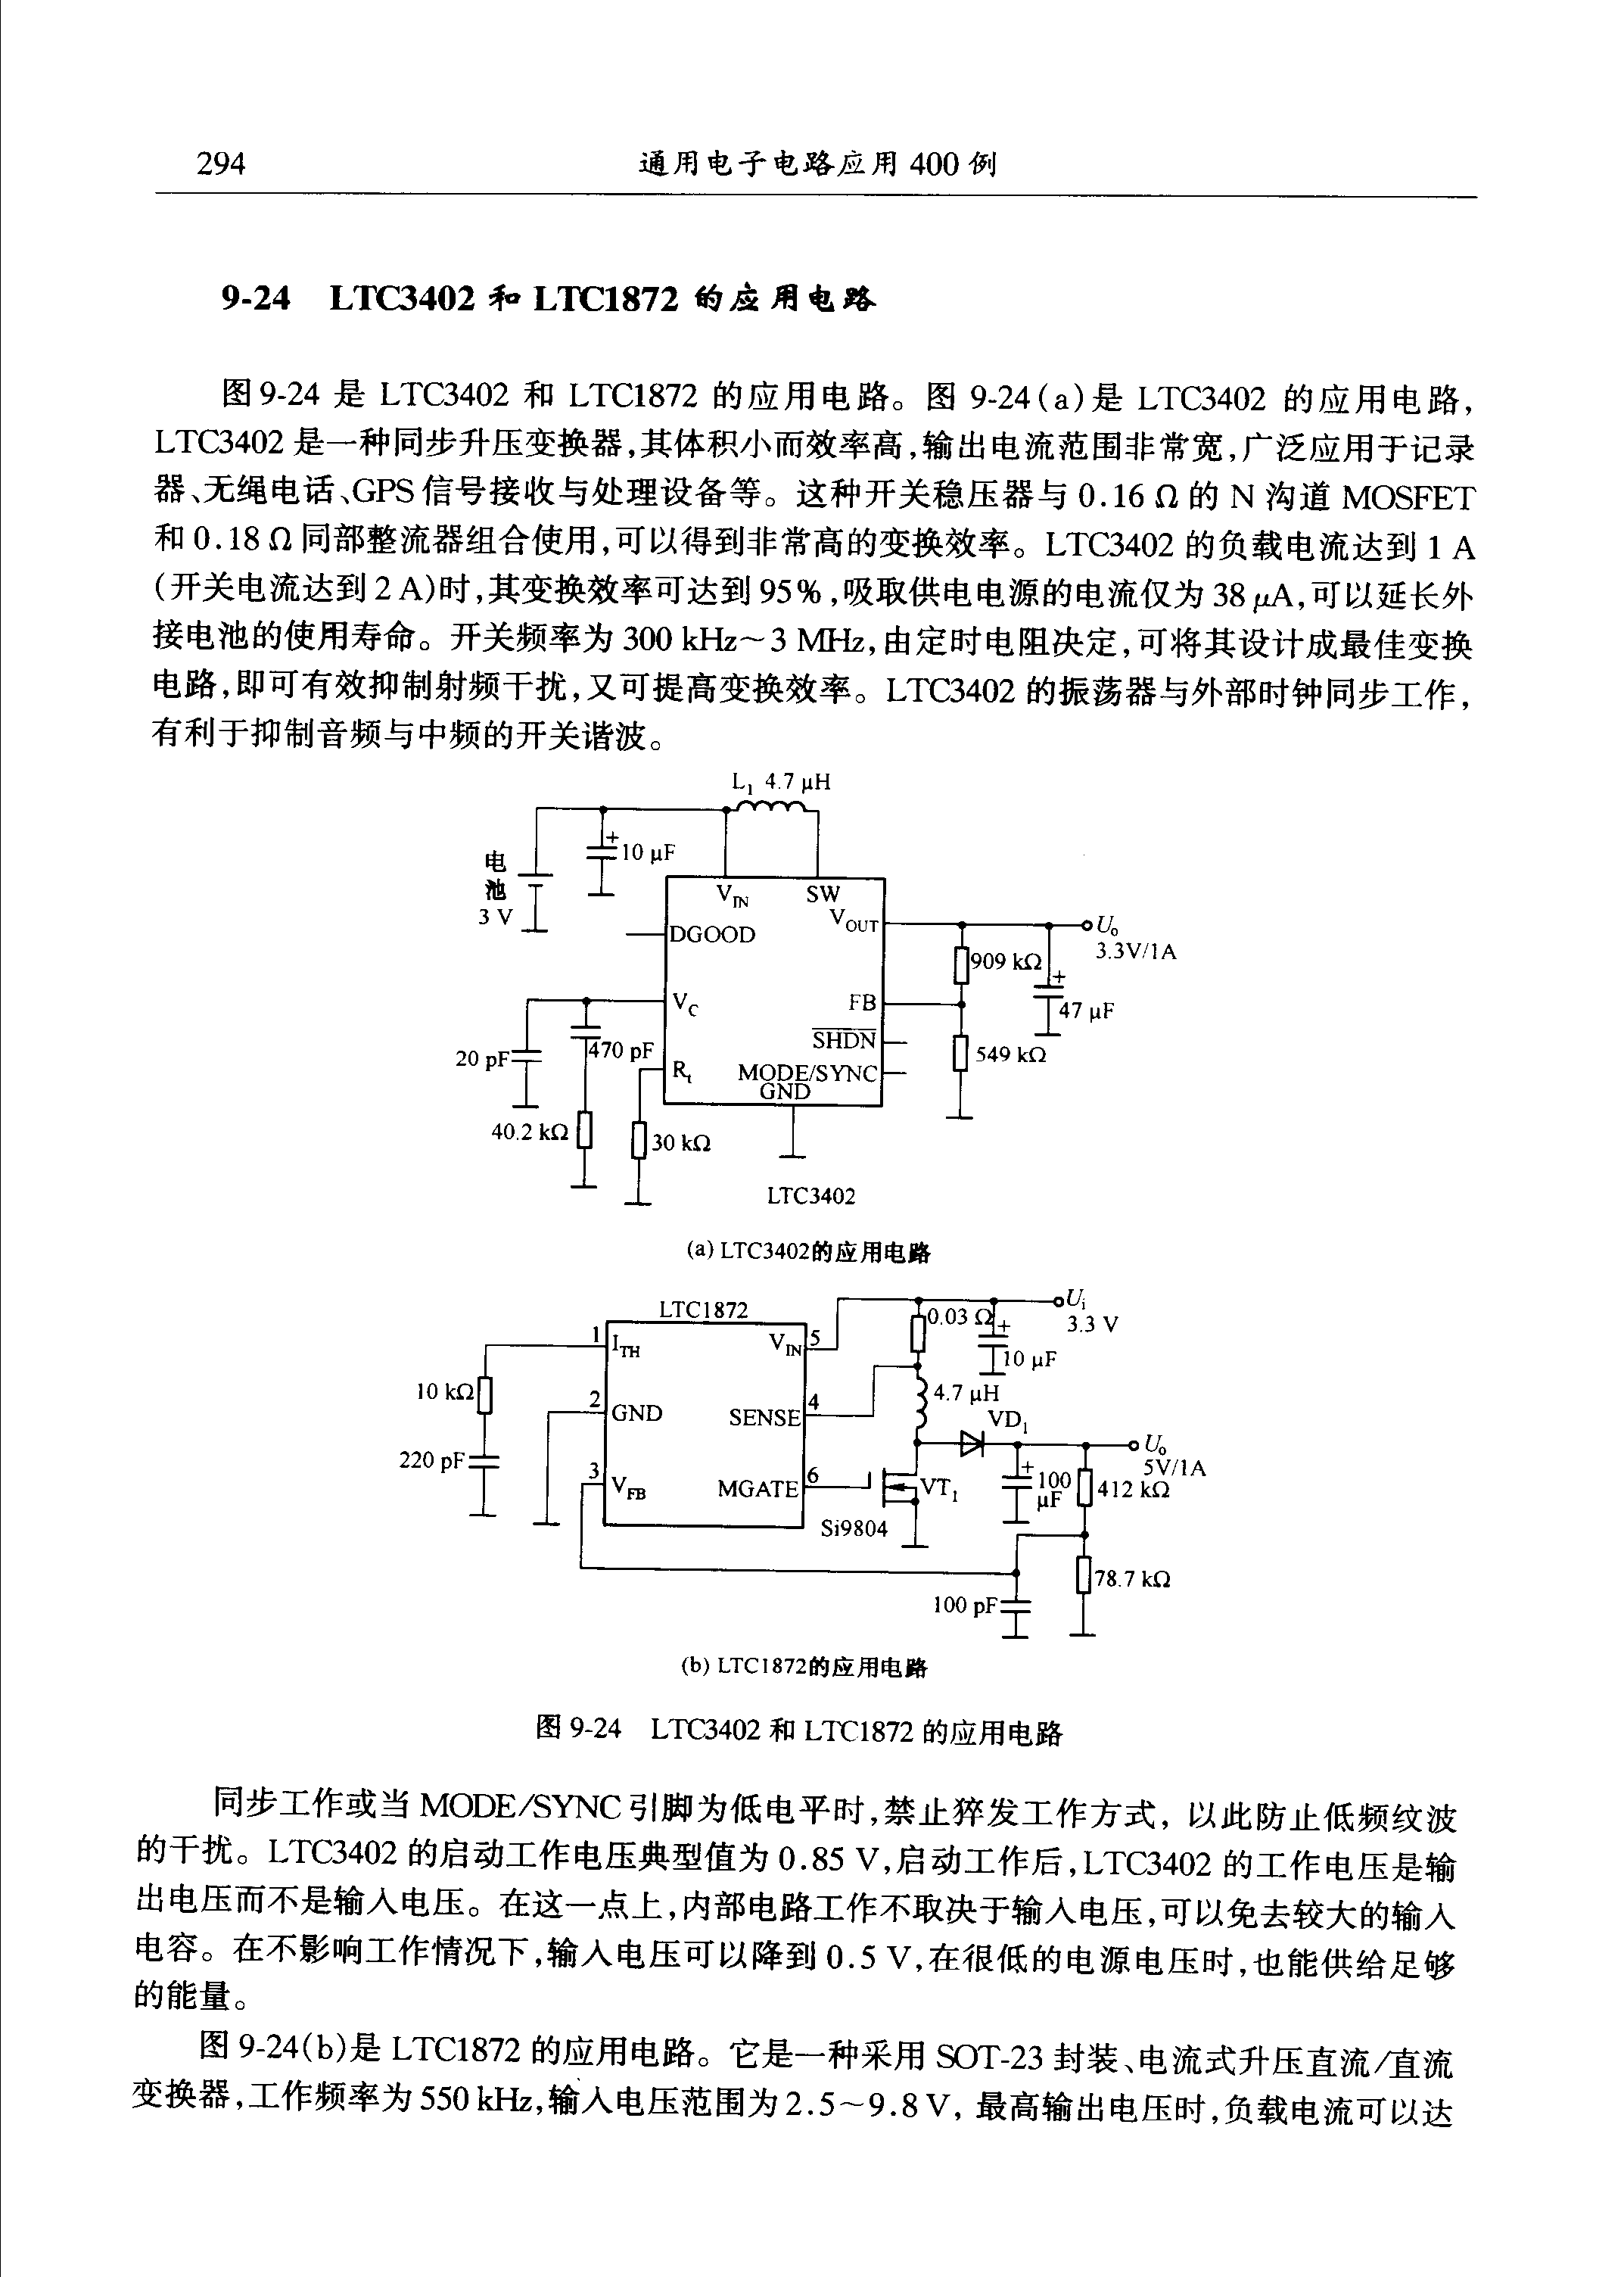 294
通用电子电路应用 400 例
9-24 LTC3402 和 LTC1872 的应用电路
图 9-24 是 LTC3402 和 LTC1872 的应用电路。图 9-24(a)是 LTC3402 的应用电路,
LTC3402 是一种同步升压变换器,其体积小而效率高,输出电流范围非常宽,广泛应用于记录
器、无绳电话、GPS 信号接收与处理设备等。这种开关稳压器与 0.16 Ω 的 N 沟道 MOSFET
和 0.18 Ω 同部整流器组合使用,可以得到非常高的变换效率。LTC3402 的负载电流达到 1 A
(开关电流达到 2 A)时,其变换效率可达到 95%,吸取供电电源的电流仅为 38 μA,可以延长外
接电池的使用寿命。开关频率为 300 kHz~3 MHz,由定时电阻决定,可将其设计成最佳变换
电路,即可有效抑制射频干扰,又可提高变换效率。LTC3402 的振荡器与外部时钟同步工作,
有利于抑制音频与中频的开关谐波。
L₁ 4.7 μH
+
10 μF
电
池
3 V
V_IN
SW
V_OUT
DGOOD
U_o
3.3V/1A
909 kΩ
+
47 μF
V_C
FB
SHDN
20 pF
470 pF
R_t
MODE/SYNC
GND
549 kΩ
40.2 kΩ
30 kΩ
LTC3402
(a) LTC3402的应用电路
LTC1872
U_i
3.3 V
0.03 Ω
+
10 μF
1
I_TH
V_IN
5
10 kΩ
2
GND
SENSE
4
4.7 μH
VD₁
U_o
5V/1A
220 pF
3
V_FB
MGATE
6
VT₁
+
100
μF
412 kΩ
Si9804
78.7 kΩ
100 pF
(b) LTC1872的应用电路
图 9-24 LTC3402 和 LTC1872 的应用电路
同步工作或当 MODE/SYNC 引脚为低电平时,禁止猝发工作方式, 以此防止低频纹波
的干扰。LTC3402 的启动工作电压典型值为 0.85 V,启动工作后,LTC3402 的工作电压是输
出电压而不是输入电压。在这一点上,内部电路工作不取决于输入电压,可以免去较大的输入
电容。在不影响工作情况下,输入电压可以降到 0.5 V,在很低的电源电压时,也能供给足够
的能量。
图 9-24(b)是 LTC1872 的应用电路。它是一种采用 SOT-23 封装、电流式升压直流/直流
变换器,工作频率为 550 kHz,输入电压范围为 2.5~9.8 V, 最高输出电压时,负载电流可以达